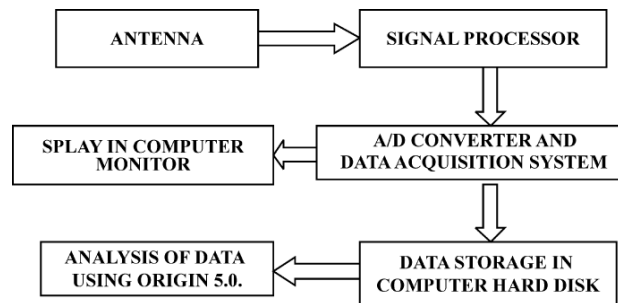 ANTENNA
SIGNAL PROCESSOR
SPLAY IN COMPUTER
MONITOR
A/D CONVERTER AND
DATA ACQUISITION SYSTEM
ANALYSIS OF DATA
USING ORIGIN 5.0.
DATA STORAGE IN
COMPUTER HARD DISK